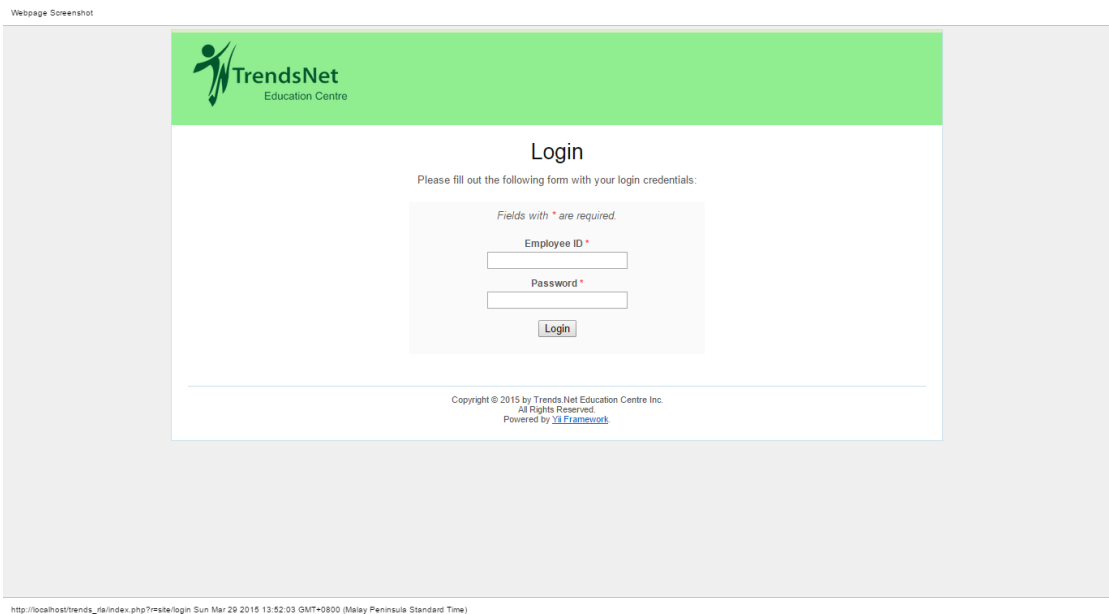 Webpage Screenshot
TrendsNet
Education Centre
Login
Please fill out the following form with your login credentials:
Fields with * are required.
Employee ID *
Password *
Login
Copyright © 2015 by Trends.Net Education Centre Inc.
All Rights Reserved.
Powered by Yii Framework.
http://localhost/trends_rla/index.php?r=site/login Sun Mar 29 2015 13:52:03 GMT+0800 (Malay Peninsula Standard Time)